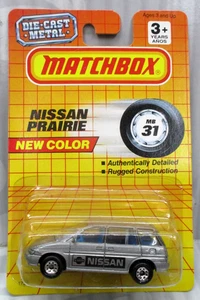 DIE-CAST METAL
Ages 3 and up
3+
YEARS
AÑOS
MATCHBOX
NISSAN
PRAIRIE
NEW COLOR
MB
31
• Authentically Detailed
• Rugged Construction
NISSAN